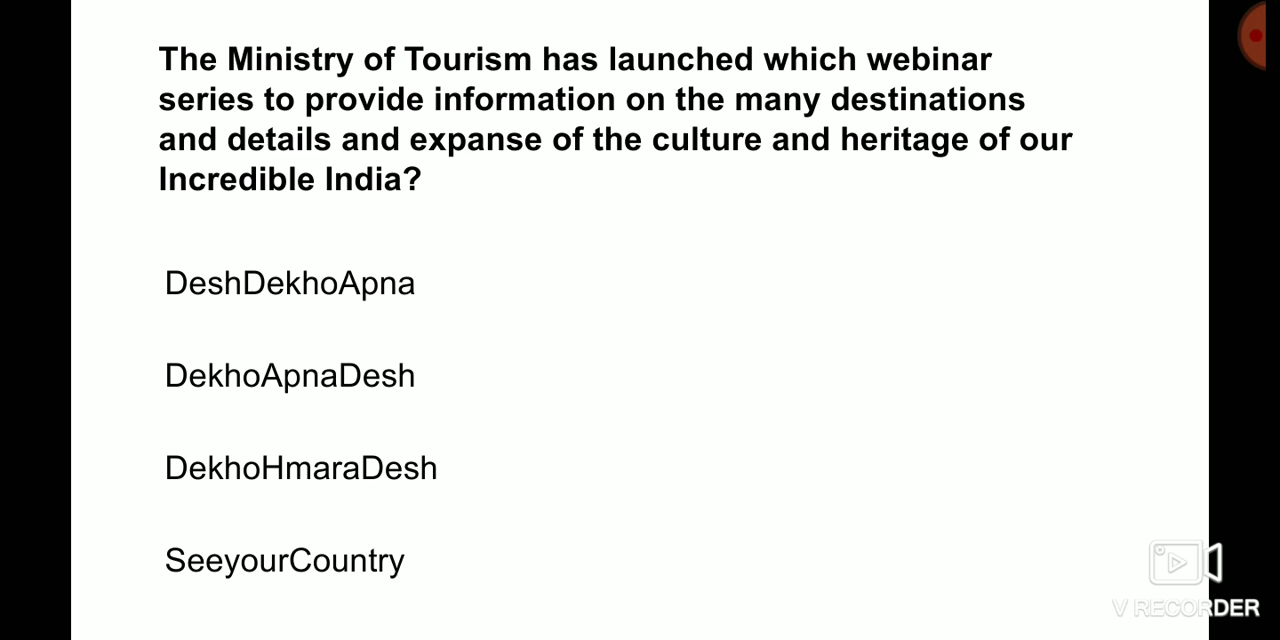 The Ministry of Tourism has launched which webinar
series to provide information on the many destinations
and details and expanse of the culture and heritage of our
Incredible India?
DeshDekhoApna
DekhoApnaDesh
DekhoHmaraDesh
SeeyourCountry
V RECORDER